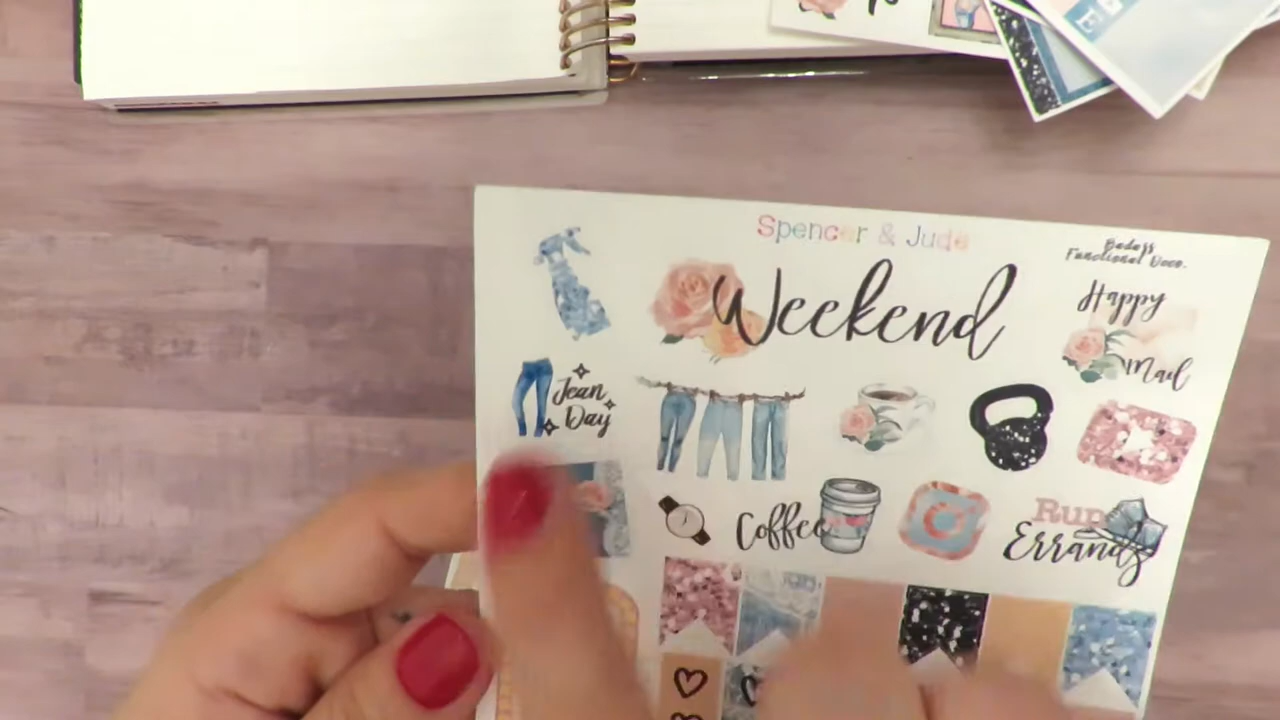 Spencer & Jude
Badass
Functional Deco.
Weekend
Happy
Mail
Jean
Day
Coffee
Run
Errands